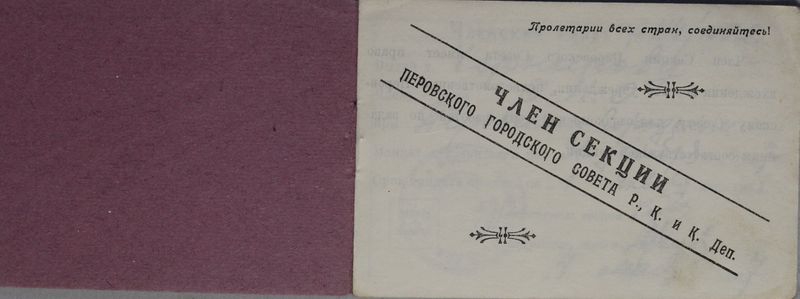 Пролетарии всех стран, соединяйтесь!
ЧЛЕН СЕКЦИИ
ПЕРОВСКОГО ГОРОДСКОГО СОВЕТА Р., К. и К. Деп.